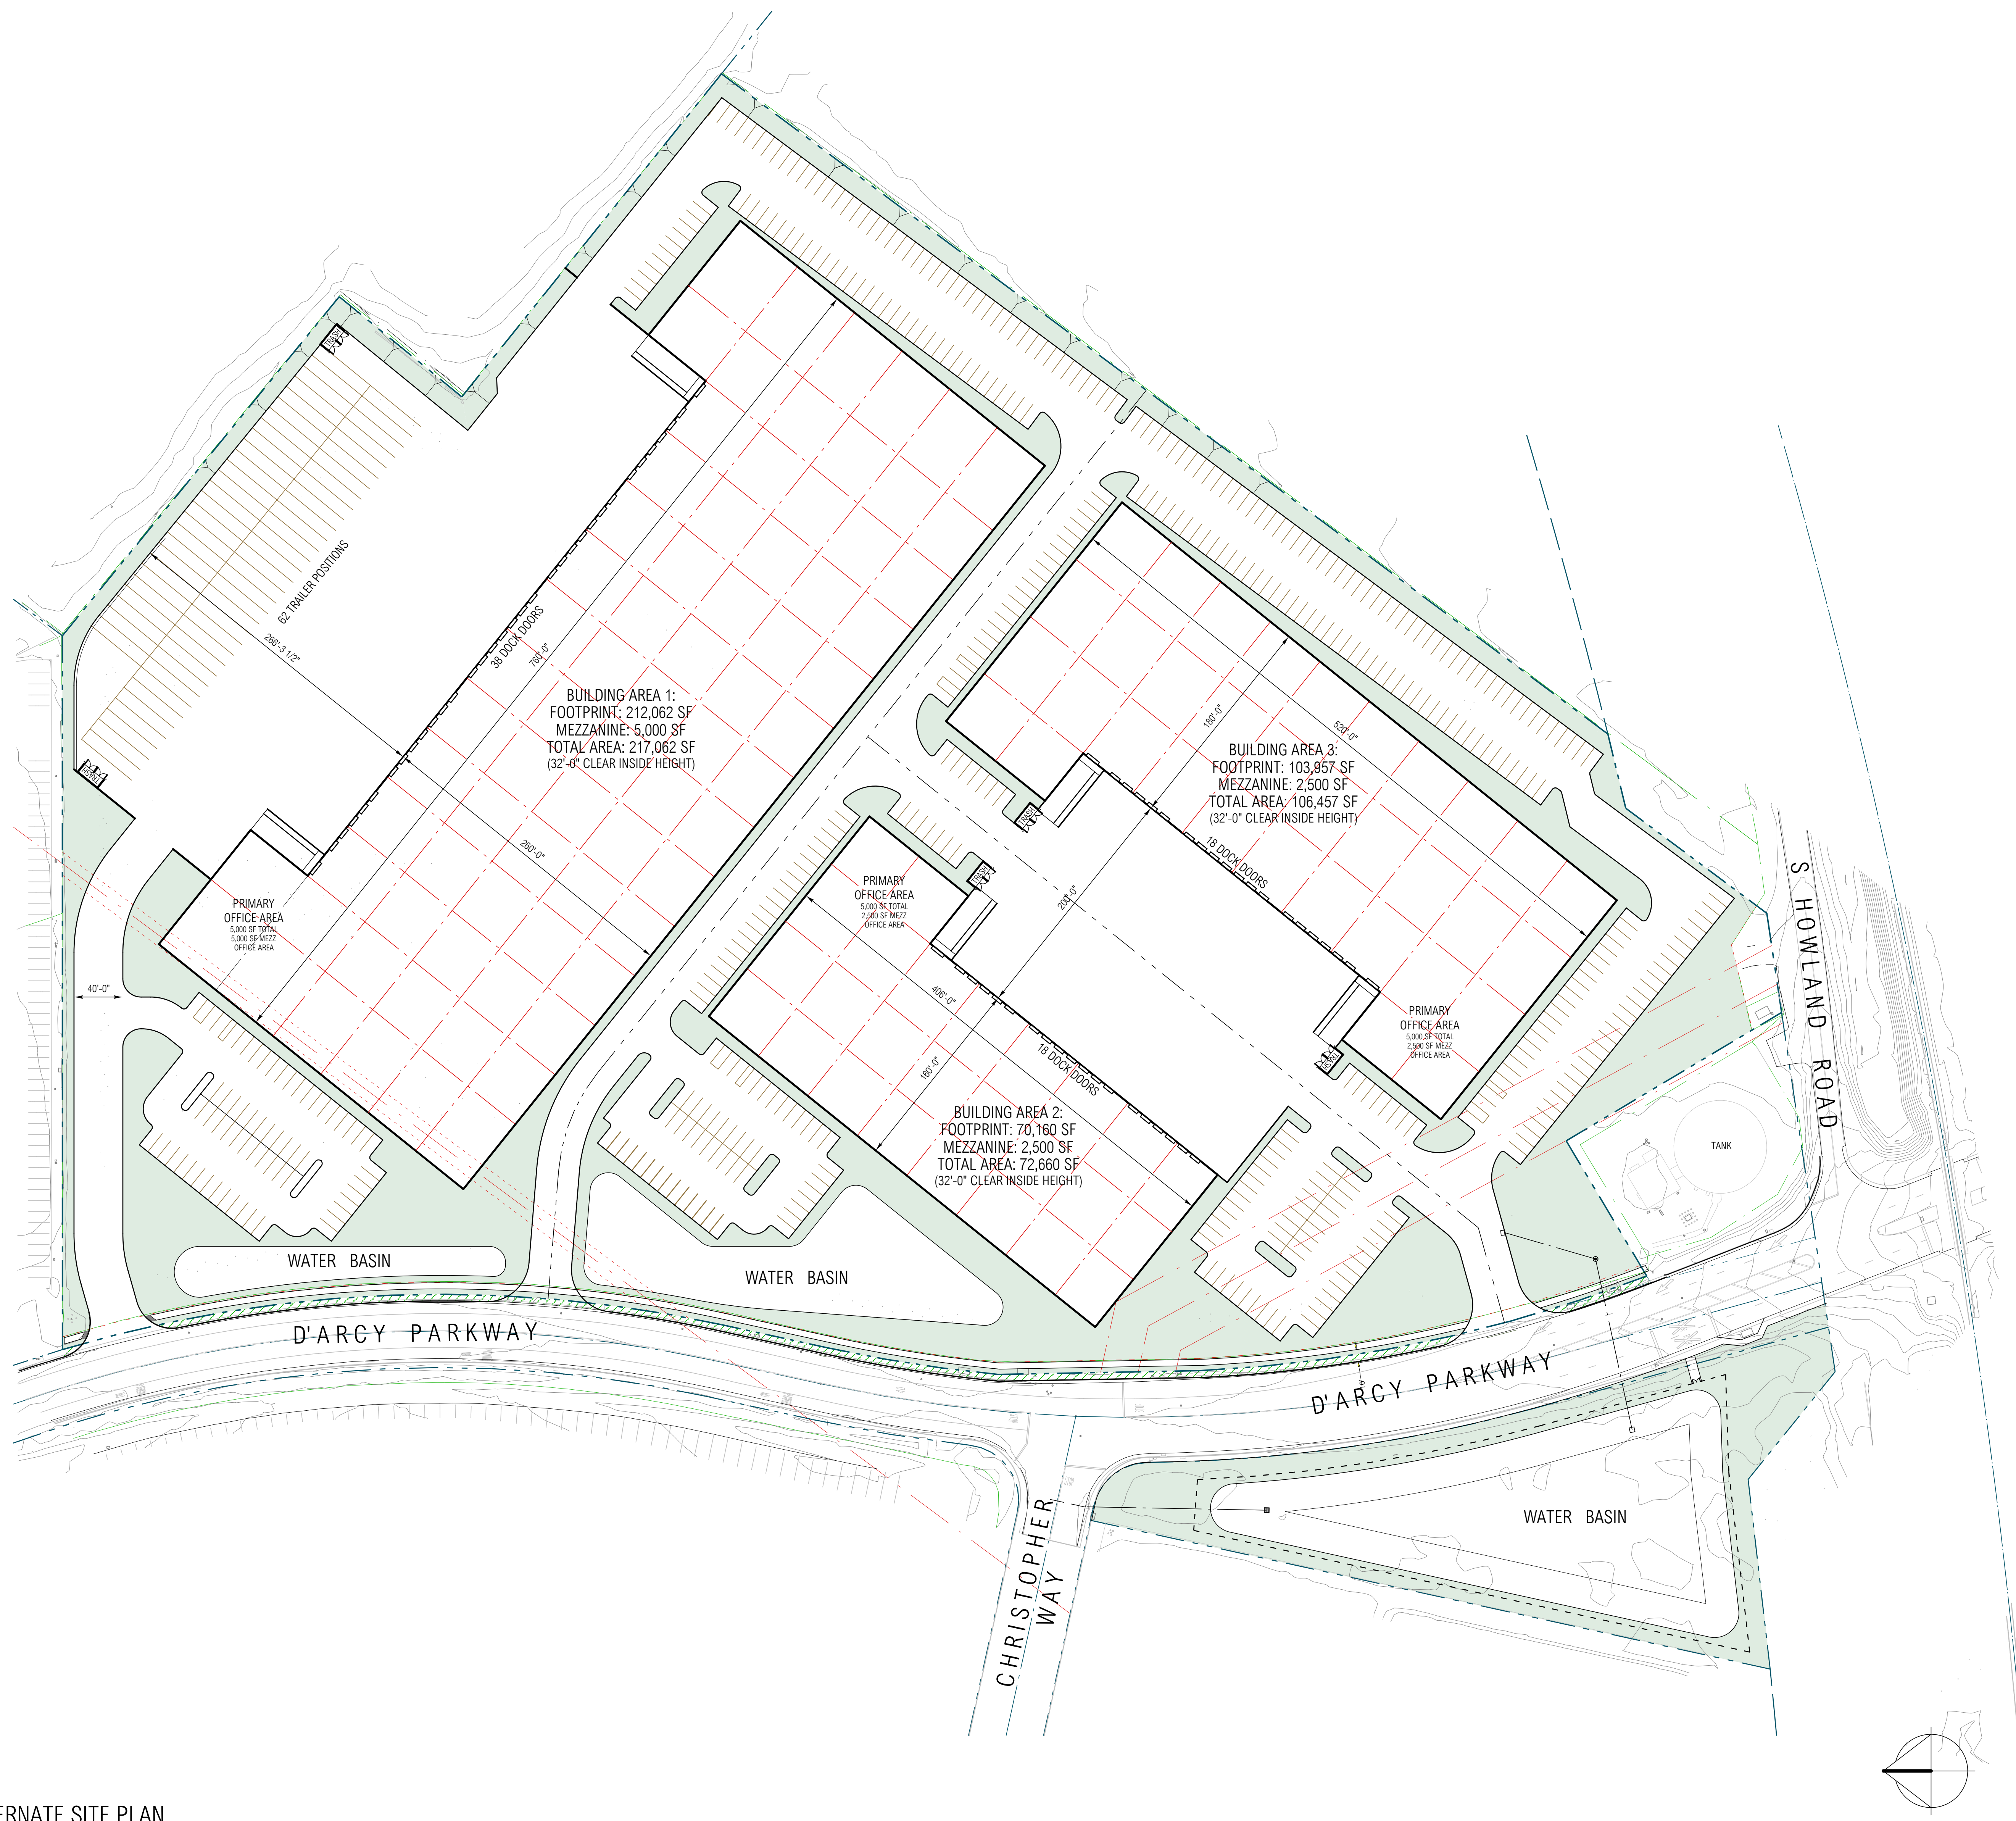 TRASH
62 TRAILER POSITIONS
266'-3 1/2"
38 DOCK DOORS
760'-0"
BUILDING AREA 1:
FOOTPRINT: 212,062 SF
MEZZANINE: 5,000 SF
TOTAL AREA: 217,062 SF
(32'-0" CLEAR INSIDE HEIGHT)
260'-0"
TRASH
PRIMARY
OFFICE AREA
5,000 SF TOTAL
5,000 SF MEZZ
OFFICE AREA
40'-0"
180'-0"
520'-0"
BUILDING AREA 3:
FOOTPRINT: 103,957 SF
MEZZANINE: 2,500 SF
TOTAL AREA: 106,457 SF
(32'-0" CLEAR INSIDE HEIGHT)
TRASH
18 DOCK DOORS
200'-0"
TRASH
PRIMARY
OFFICE AREA
5,000 SF TOTAL
2,500 SF MEZZ
OFFICE AREA
406'-0"
160'-0"
18 DOCK DOORS
BUILDING AREA 2:
FOOTPRINT: 70,160 SF
MEZZANINE: 2,500 SF
TOTAL AREA: 72,660 SF
(32'-0" CLEAR INSIDE HEIGHT)
PRIMARY
OFFICE AREA
5,000 SF TOTAL
2,500 SF MEZZ
OFFICE AREA
TRASH
S HOWLAND ROAD
TANK
WATER BASIN
WATER BASIN
D'ARCY PARKWAY
D'ARCY PARKWAY
CHRISTOPHER
WAY
WATER BASIN
ERNATE SITE PLAN